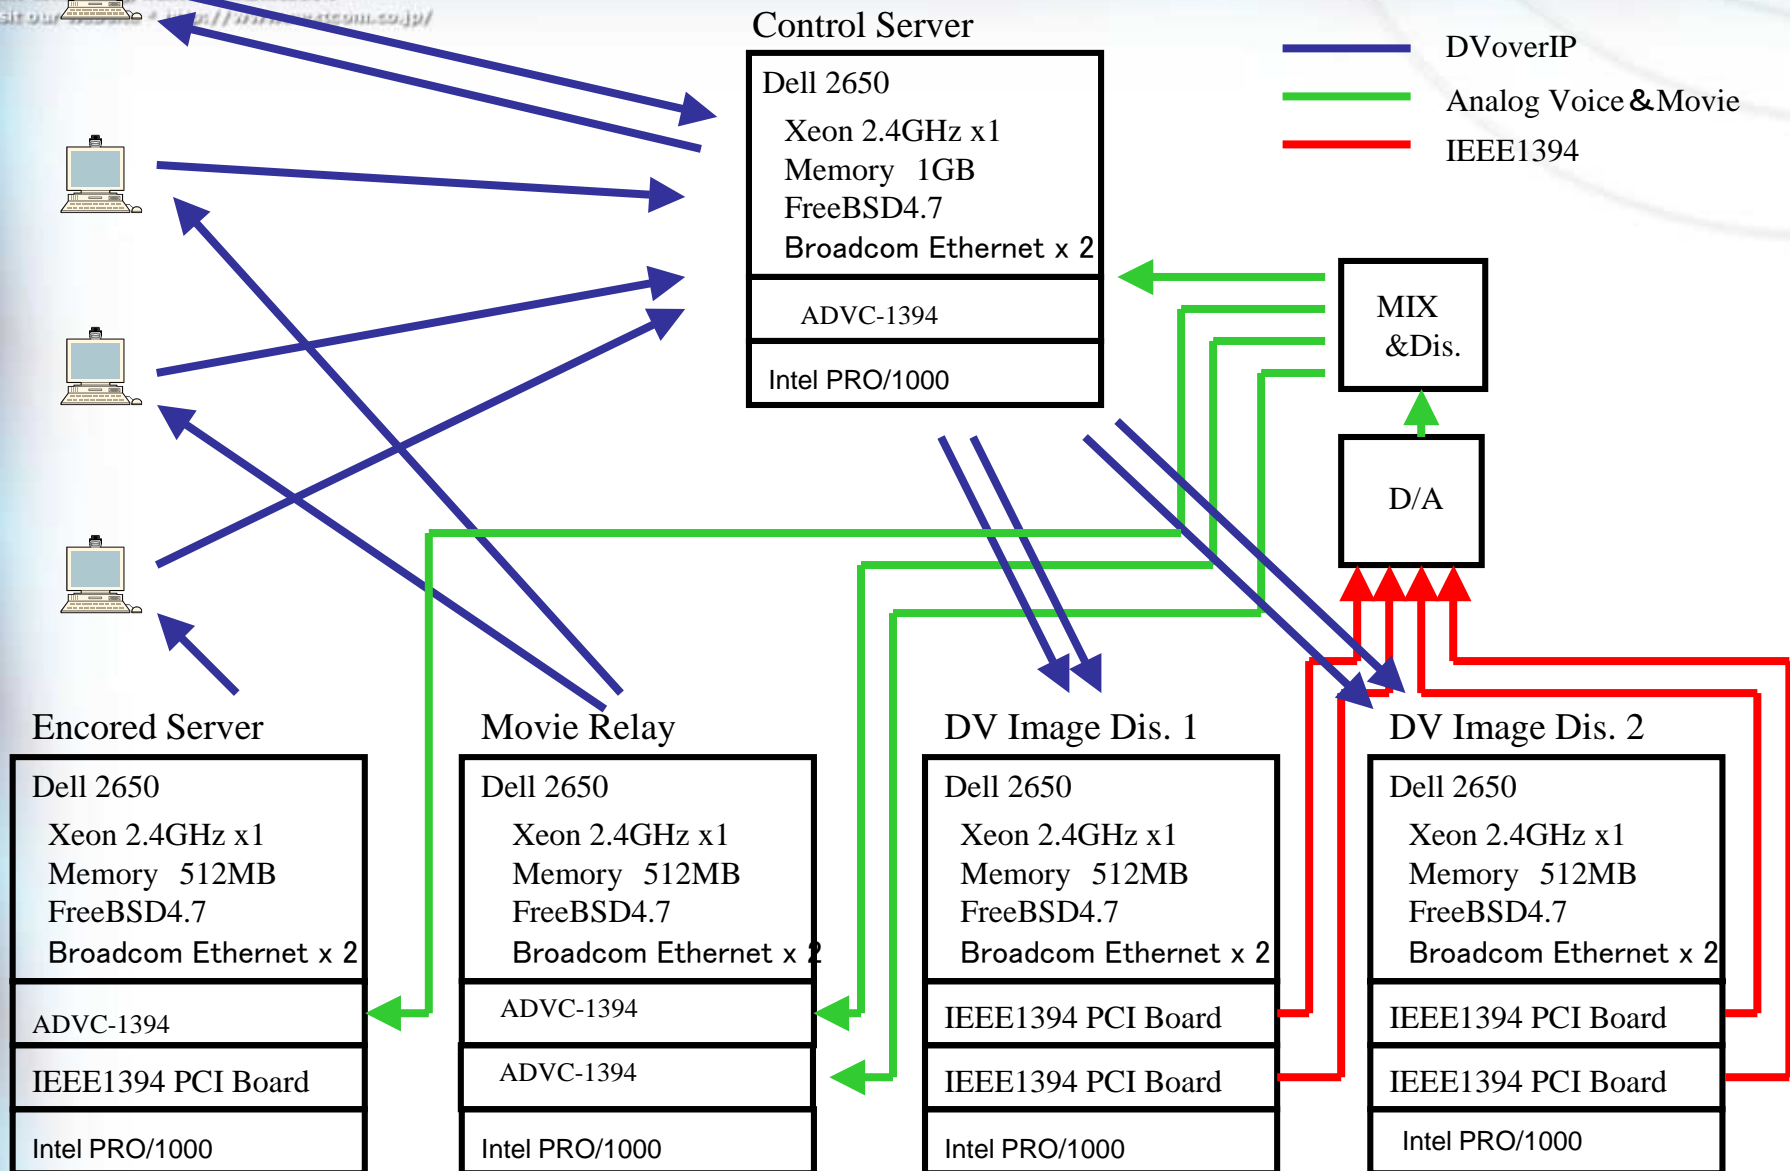 Control Server
Dell 2650
Xeon 2.4GHz x1
Memory 1GB
FreeBSD4.7
Broadcom Ethernet x 2
ADVC-1394
Intel PRO/1000
DVoverIP
Analog Voice&Movie
IEEE1394
MIX
&Dis.
D/A
Encored Server
Dell 2650
Xeon 2.4GHz x1
Memory 512MB
FreeBSD4.7
Broadcom Ethernet x 2
ADVC-1394
IEEE1394 PCI Board
Intel PRO/1000
Movie Relay
Dell 2650
Xeon 2.4GHz x1
Memory 512MB
FreeBSD4.7
Broadcom Ethernet x 2
ADVC-1394
ADVC-1394
Intel PRO/1000
DV Image Dis. 1
Dell 2650
Xeon 2.4GHz x1
Memory 512MB
FreeBSD4.7
Broadcom Ethernet x 2
IEEE1394 PCI Board
IEEE1394 PCI Board
Intel PRO/1000
DV Image Dis. 2
Dell 2650
Xeon 2.4GHz x1
Memory 512MB
FreeBSD4.7
Broadcom Ethernet x 2
IEEE1394 PCI Board
IEEE1394 PCI Board
Intel PRO/1000